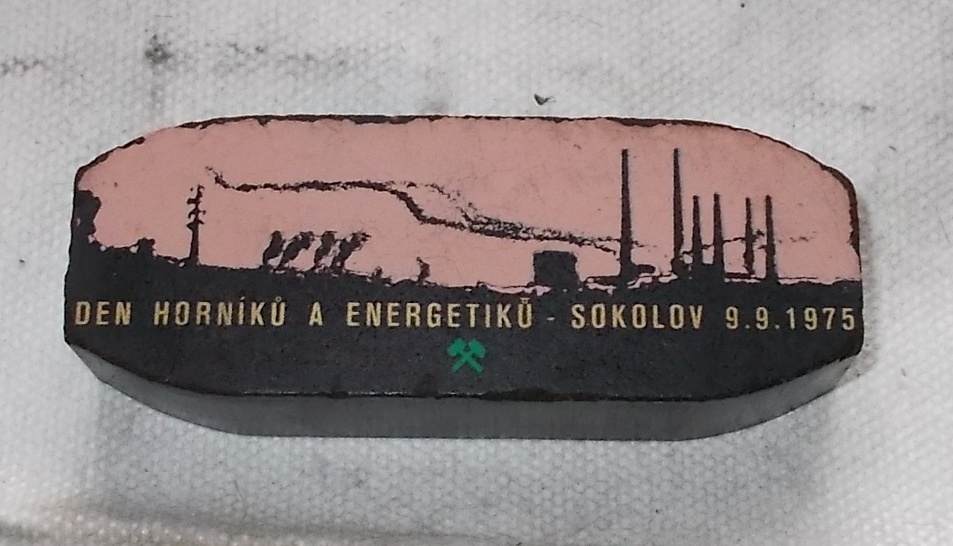 DEN HORNÍKŮ A ENERGETIKŮ - SOKOLOV 9.9.1975